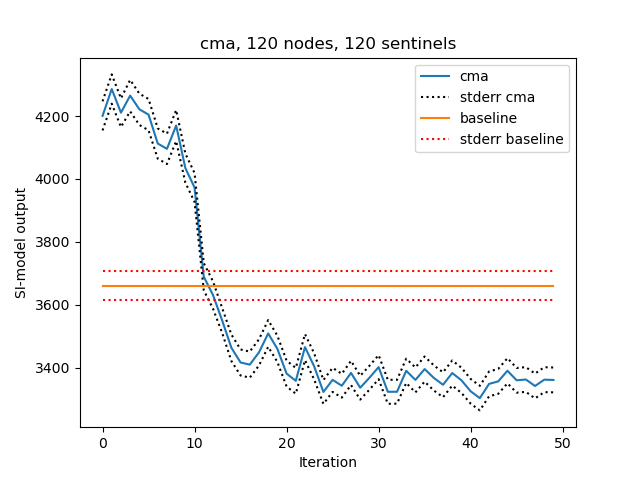 cma, 120 nodes, 120 sentinels
cma
stderr cma
baseline
stderr baseline
SI-model output
4200
4000
3800
3600
3400
0 10 20 30 40 50
Iteration